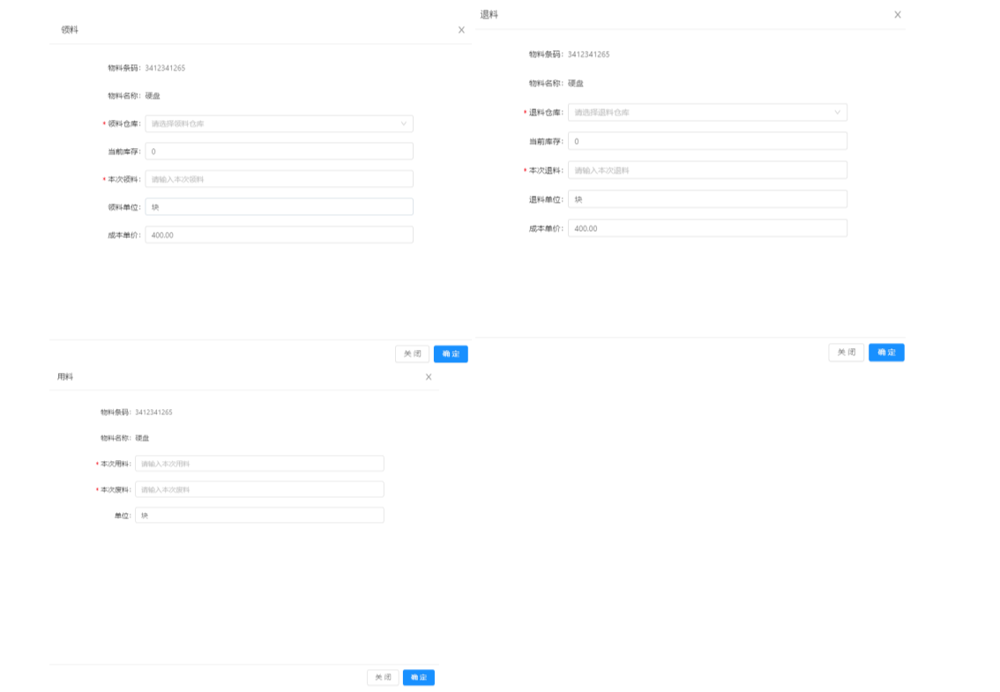 领料
物料条码：3412341265
物料名称：硬盘
* 领料仓库：请选择领料仓库
当前库存：0
* 本次领料：请输入本次领料
领料单位：块
成本单价：400.00
关 闭 确 定
退料
物料条码：3412341265
物料名称：硬盘
* 退料仓库：请选择退料仓库
当前库存：0
* 本次退料：请输入本次退料
退料单位：块
成本单价：400.00
关 闭 确 定
用料
物料条码：3412341265
物料名称：硬盘
* 本次用料：请输入本次用料
* 本次废料：请输入本次废料
单位：块
关 闭 确 定